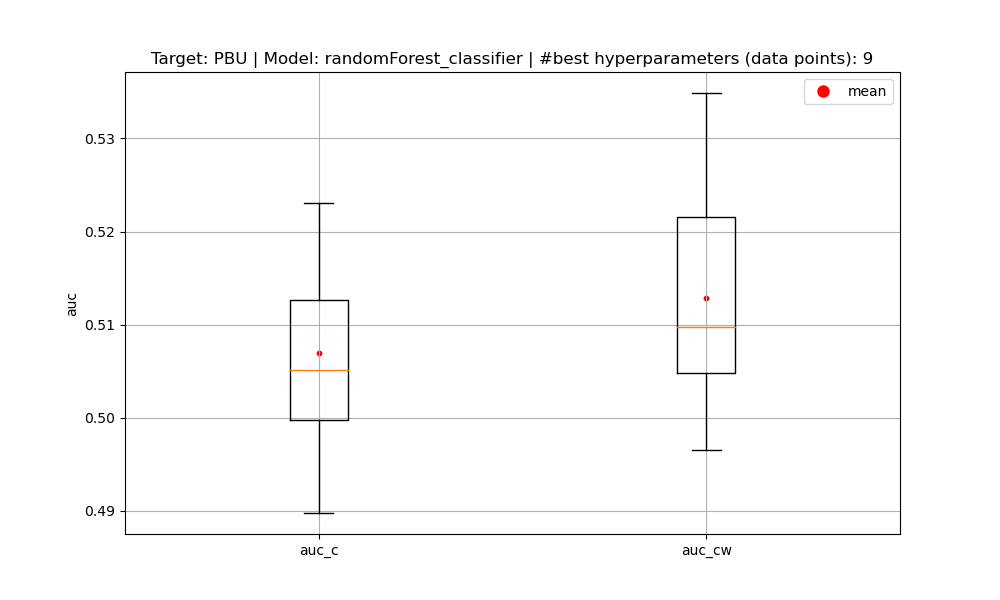 Target: PBU | Model: randomForest_classifier | #best hyperparameters (data points): 9
mean
0.53
0.52
0.51
0.50
0.49
auc
auc_c
auc_cw